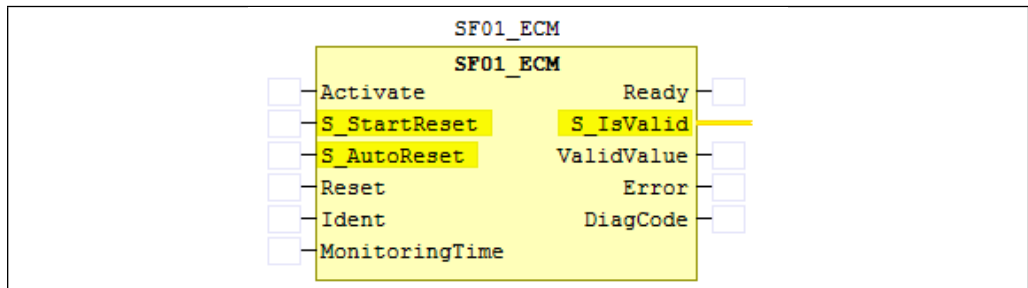 SF01_ECM
SF01_ECM
Activate Ready
S_StartReset S_IsValid
S_AutoReset ValidValue
Reset Error
Ident DiagCode
MonitoringTime